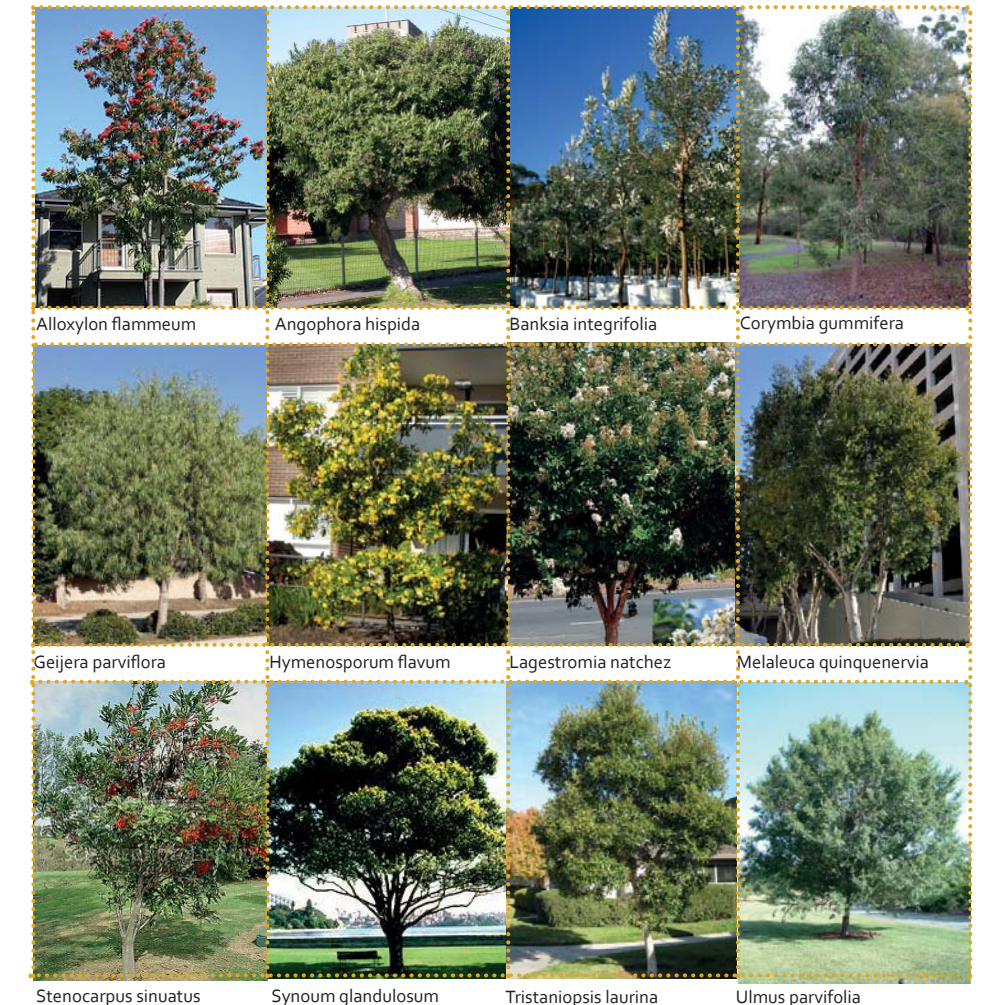 Alloxylon flammeum
Angophora hispida
Banksia integrifolia
Corymbia gummifera
Geijera parviflora
Hymenosporum flavum
Lagestromia natchez
Melaleuca quinquenervia
Stenocarpus sinuatus
Synoum glandulosum
Tristaniopsis laurina
Ulmus parvifolia